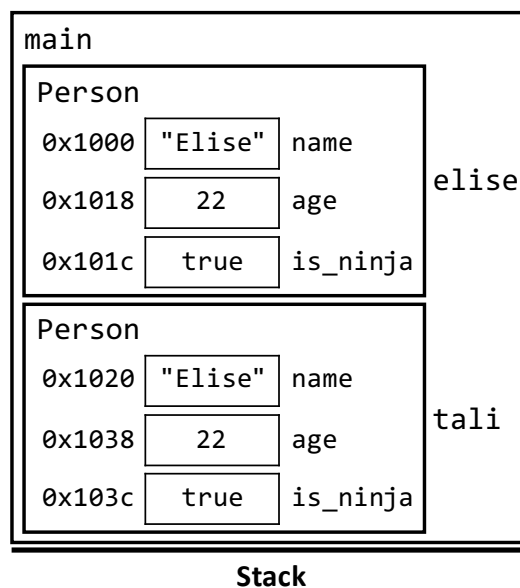 main
Person
0x1000 "Elise" name
0x1018 22 age
0x101c true is_ninja
elise
Person
0x1020 "Elise" name
0x1038 22 age
0x103c true is_ninja
tali
Stack